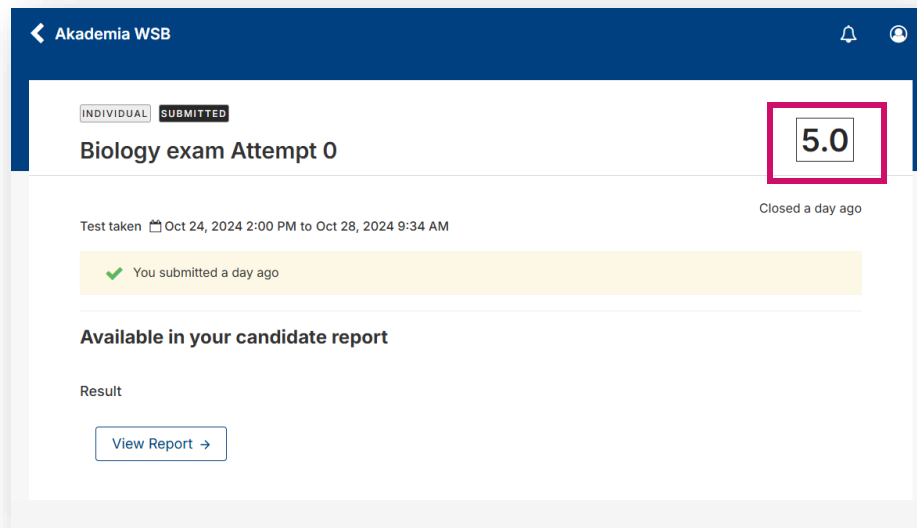 Akademia WSB
INDIVIDUAL SUBMITTED
Biology exam Attempt 0
5.0
Closed a day ago
Test taken Oct 24, 2024 2:00 PM to Oct 28, 2024 9:34 AM
You submitted a day ago
Available in your candidate report
Result
View Report →